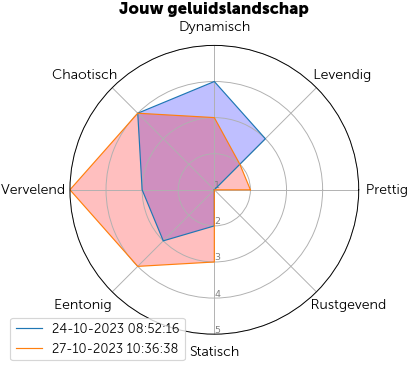 Jouw geluidslandschap
Dynamisch
Chaotisch
Levendig
Vervelend
Prettig
1
2
3
4
5
Eentonig
Rustgevend
Statisch
24-10-2023 08:52:16
27-10-2023 10:36:38